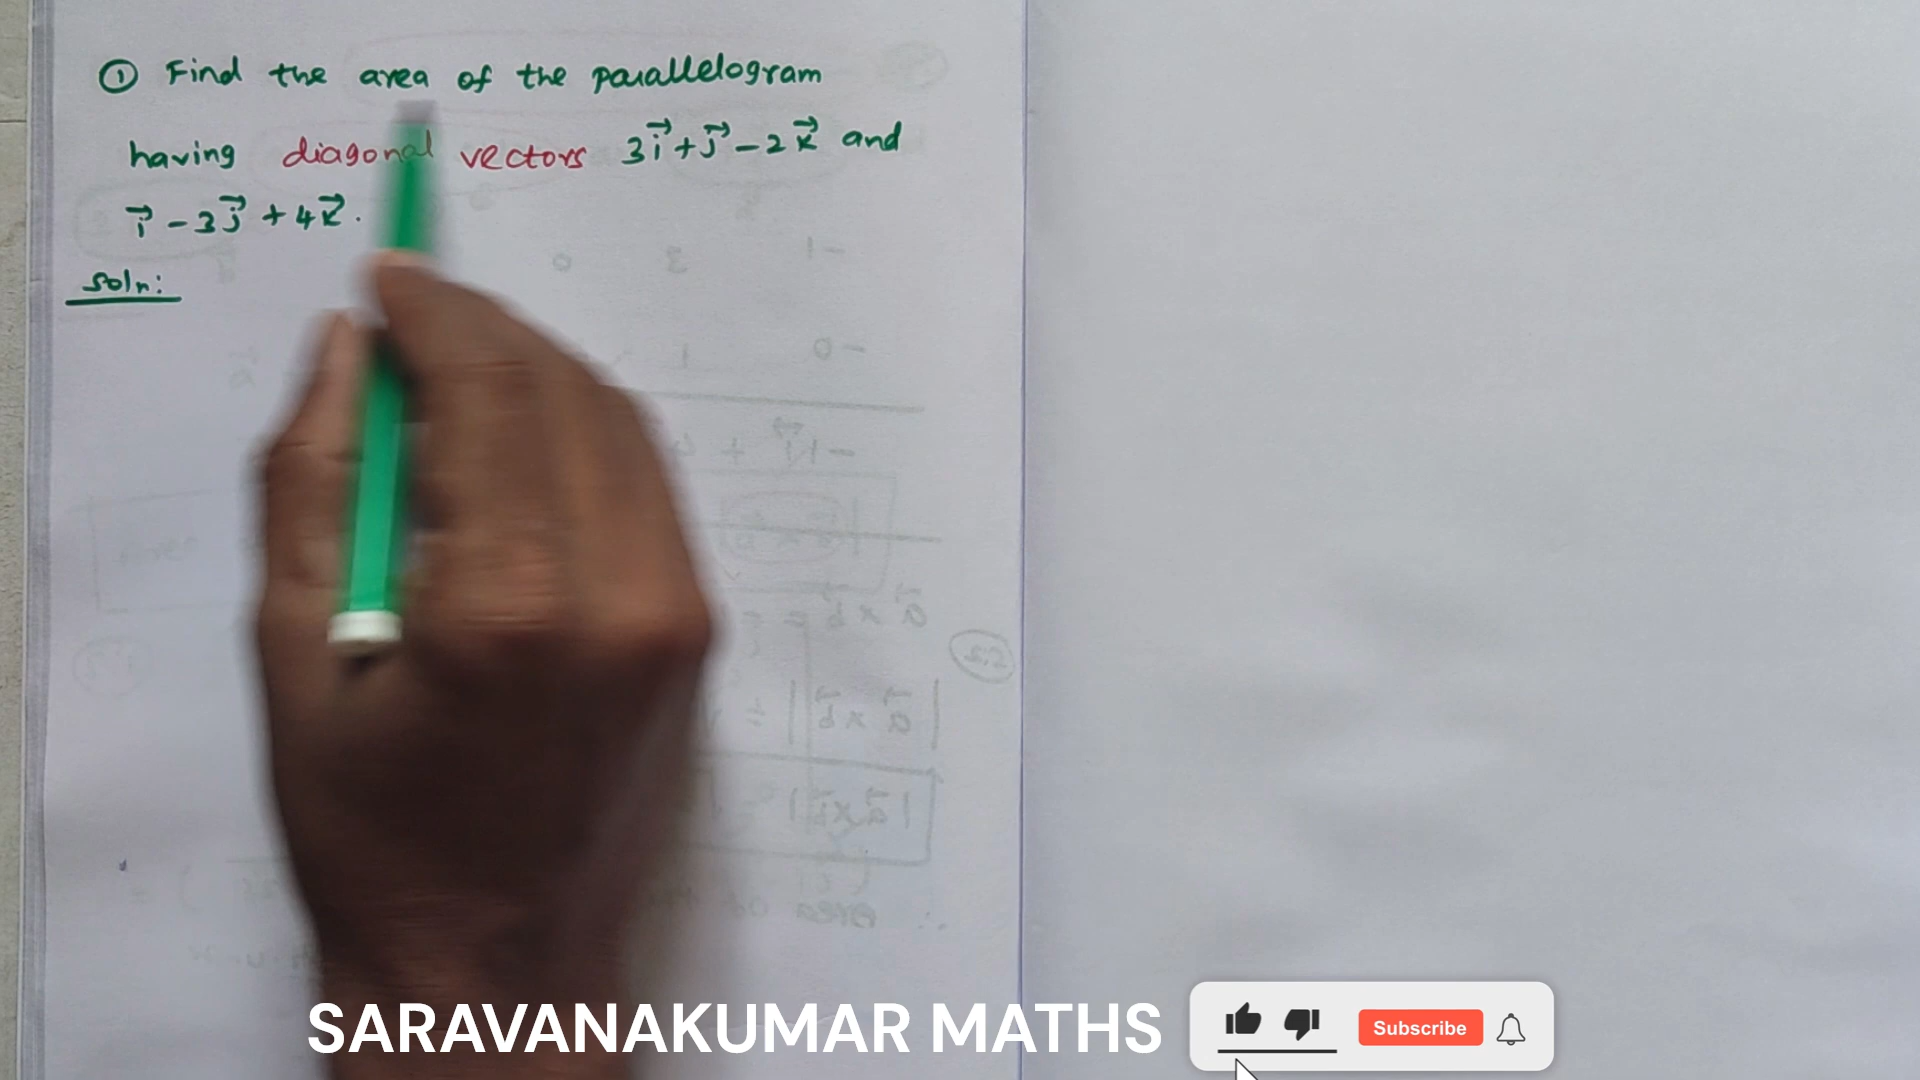 ① Find the area of the parallelogram
having diagonal vectors 3i⃗+j⃗-2k⃗ and
i⃗-3j⃗+4k⃗.
Soln:
SARAVANAKUMAR MATHS
Subscribe